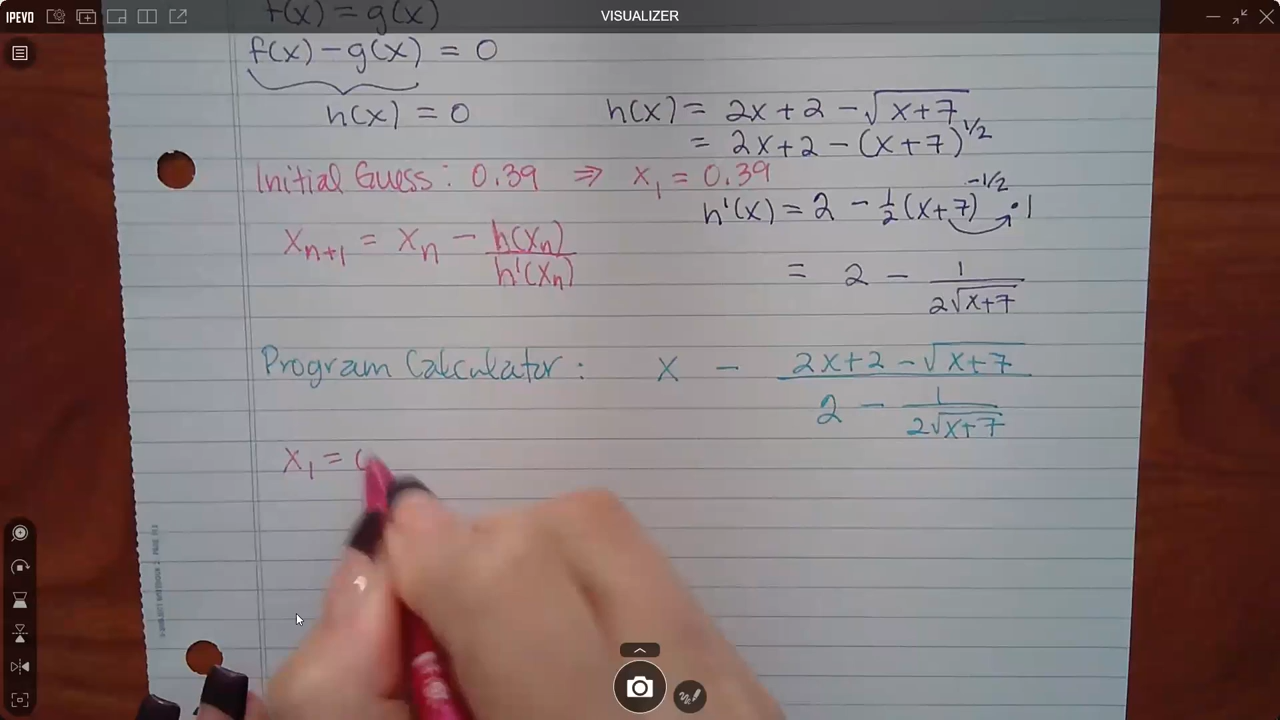 IPEVO
VISUALIZER
f(x) = g(x)
f(x) - g(x) = 0
h(x) = 0
h(x) = 2x + 2 - √x+7
= 2x + 2 - (x+7)^1/2
Initial Guess: 0.39 ⇒ x₁ = 0.39
h'(x) = 2 - 1/2 (x+7)^-1/2 · 1
xₙ₊₁ = xₙ - h(xₙ)/h'(xₙ)
= 2 - 1/2√x+7
Program Calculator: x - (2x+2-√x+7)/(2 - 1/2√x+7)
x₁ =